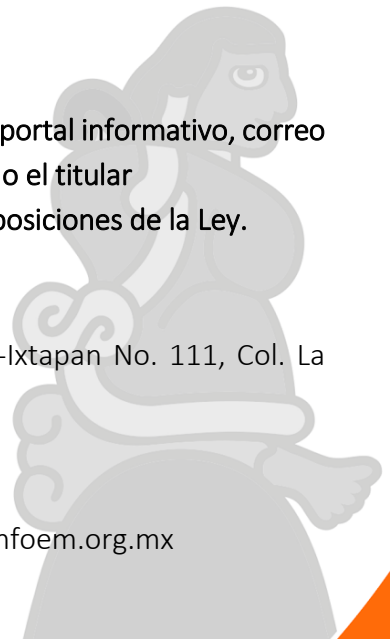 portal informativo, correo
o el titular
posiciones de la Ley.
-Ixtapan No. 111, Col. La
nfoem.org.mx